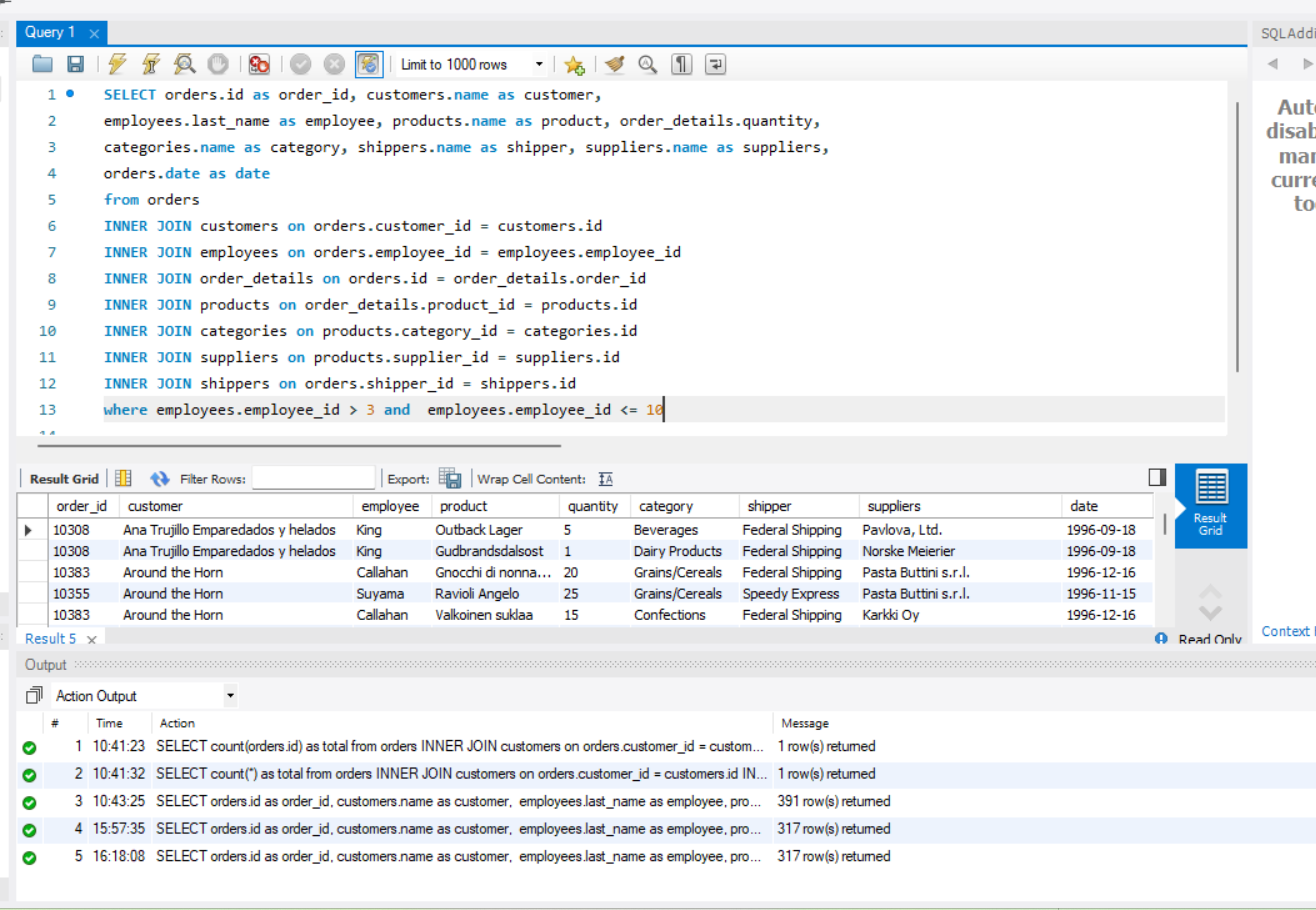 Query 1
SQLAddi
Limit to 1000 rows
1 SELECT orders.id as order_id, customers.name as customer,
2 employees.last_name as employee, products.name as product, order_details.quantity,
3 categories.name as category, shippers.name as shipper, suppliers.name as suppliers,
4 orders.date as date
5 from orders
6 INNER JOIN customers on orders.customer_id = customers.id
7 INNER JOIN employees on orders.employee_id = employees.employee_id
8 INNER JOIN order_details on orders.id = order_details.order_id
9 INNER JOIN products on order_details.product_id = products.id
10 INNER JOIN categories on products.category_id = categories.id
11 INNER JOIN suppliers on products.supplier_id = suppliers.id
12 INNER JOIN shippers on orders.shipper_id = shippers.id
13 where employees.employee_id > 3 and  employees.employee_id <= 10
Aut
disab
mar
curre
to
Result Grid Filter Rows: Export: Wrap Cell Content:
order_id customer employee product quantity category shipper suppliers date
10308 Ana Trujillo Emparedados y helados King Outback Lager 5 Beverages Federal Shipping Pavlova, Ltd. 1996-09-18
10308 Ana Trujillo Emparedados y helados King Gudbrandsdalsost 1 Dairy Products Federal Shipping Norske Meierier 1996-09-18
10383 Around the Horn Callahan Gnocchi di nonna... 20 Grains/Cereals Federal Shipping Pasta Buttini s.r.l. 1996-12-16
10355 Around the Horn Suyama Ravioli Angelo 25 Grains/Cereals Speedy Express Pasta Buttini s.r.l. 1996-11-15
10383 Around the Horn Callahan Valkoinen suklaa 15 Confections Federal Shipping Karkki Oy 1996-12-16
Result
Grid
Result 5 Read Only
Context
Output
Action Output
# Time Action Message
1 10:41:23 SELECT count(orders.id) as total from orders INNER JOIN customers on orders.customer_id = custom... 1 row(s) returned
2 10:41:32 SELECT count(*) as total from orders INNER JOIN customers on orders.customer_id = customers.id IN... 1 row(s) returned
3 10:43:25 SELECT orders.id as order_id, customers.name as customer,  employees.last_name as employee, pro... 391 row(s) returned
4 15:57:35 SELECT orders.id as order_id, customers.name as customer,  employees.last_name as employee, pro... 317 row(s) returned
5 16:18:08 SELECT orders.id as order_id, customers.name as customer,  employees.last_name as employee, pro... 317 row(s) returned